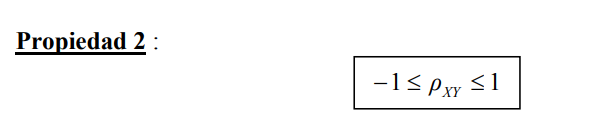 Propiedad 2 :
−1 ≤ ρXY ≤ 1